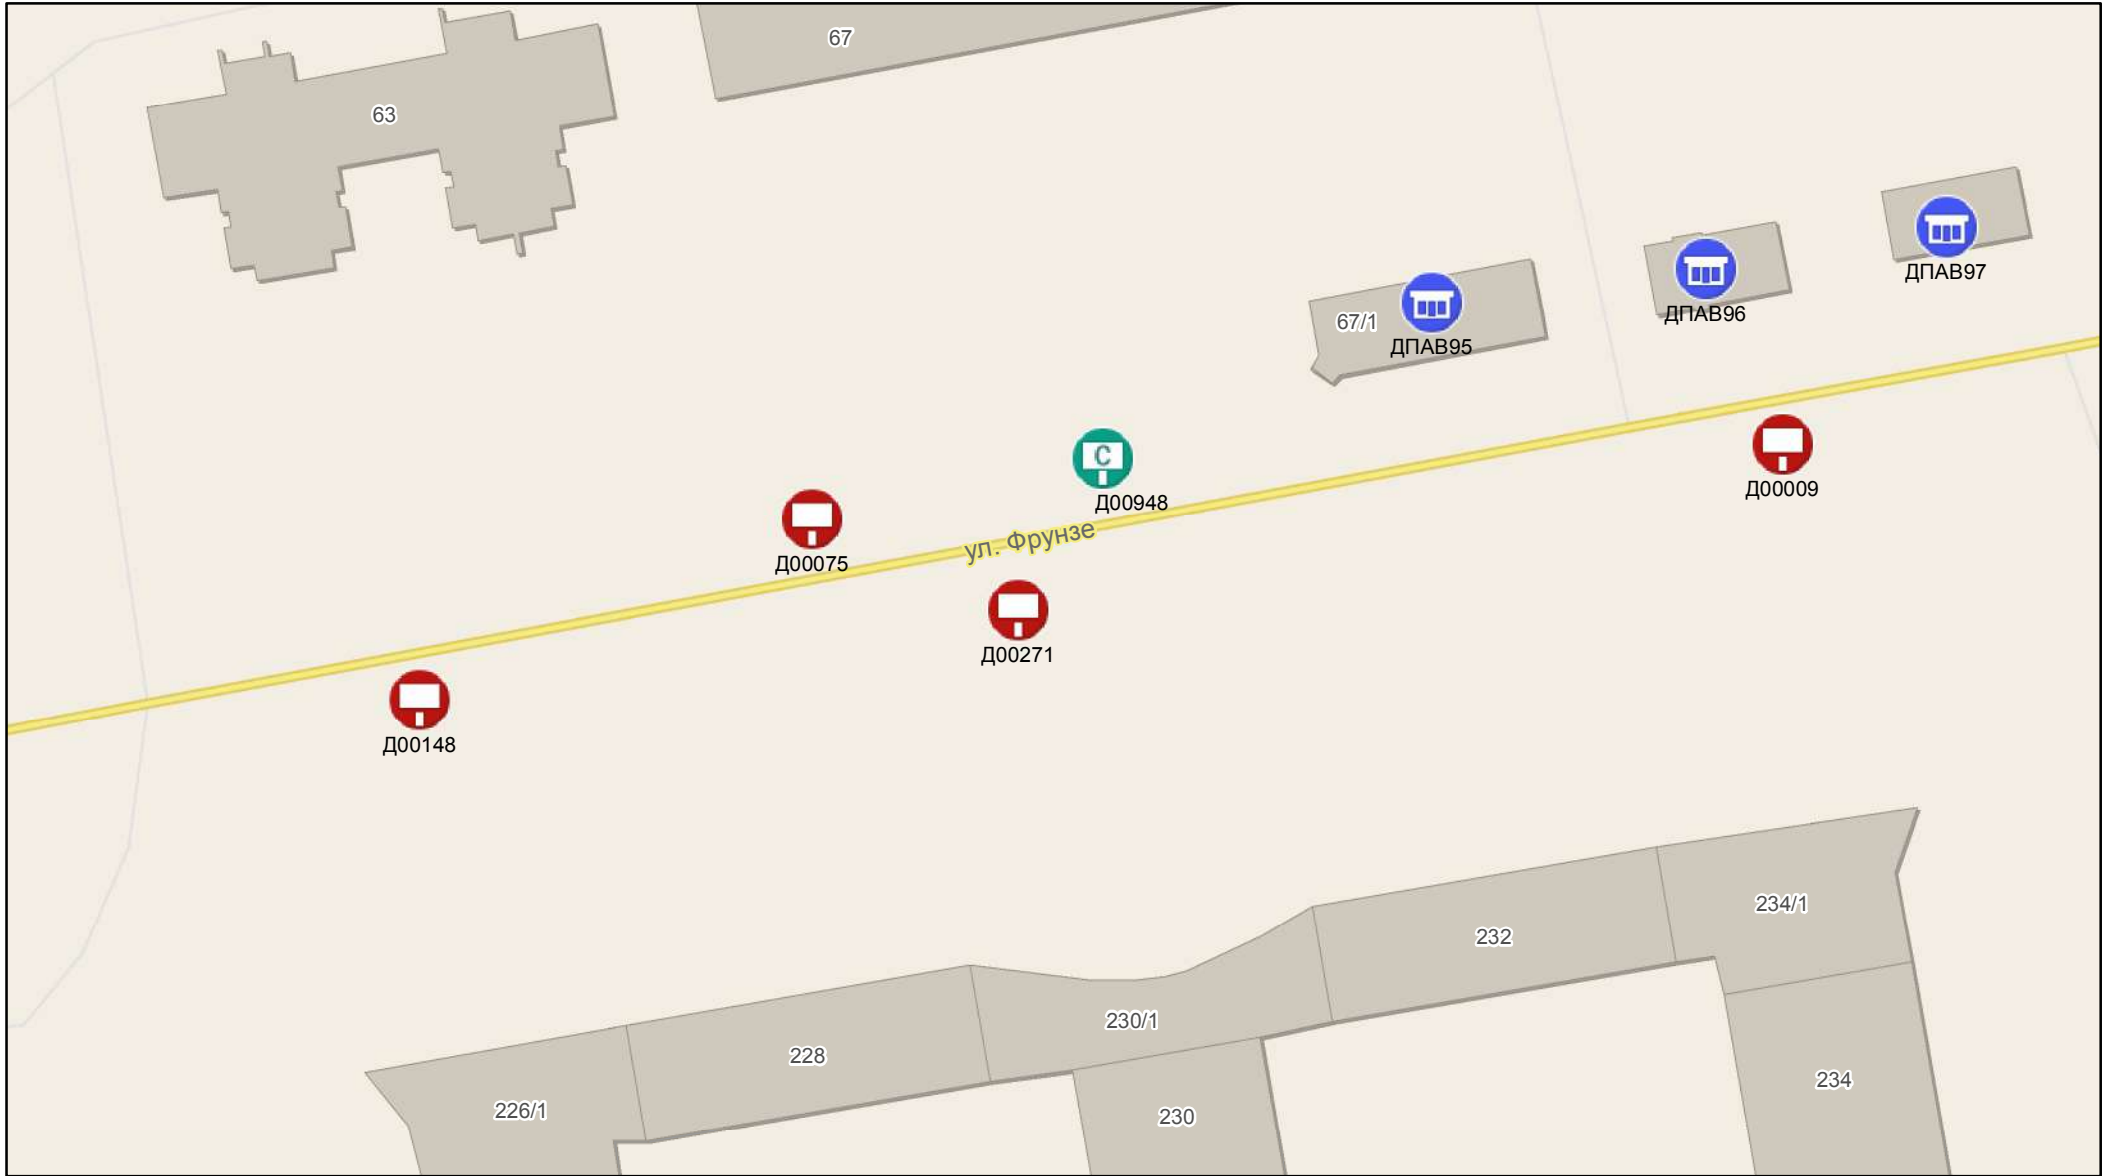 67
63
ДПАВ97
ДПАВ96
67/1
ДПАВ95
С
Д00948
Д00009
Д00075
ул. Фрунзе
Д00271
Д00148
234/1
232
230/1
228
234
226/1
230